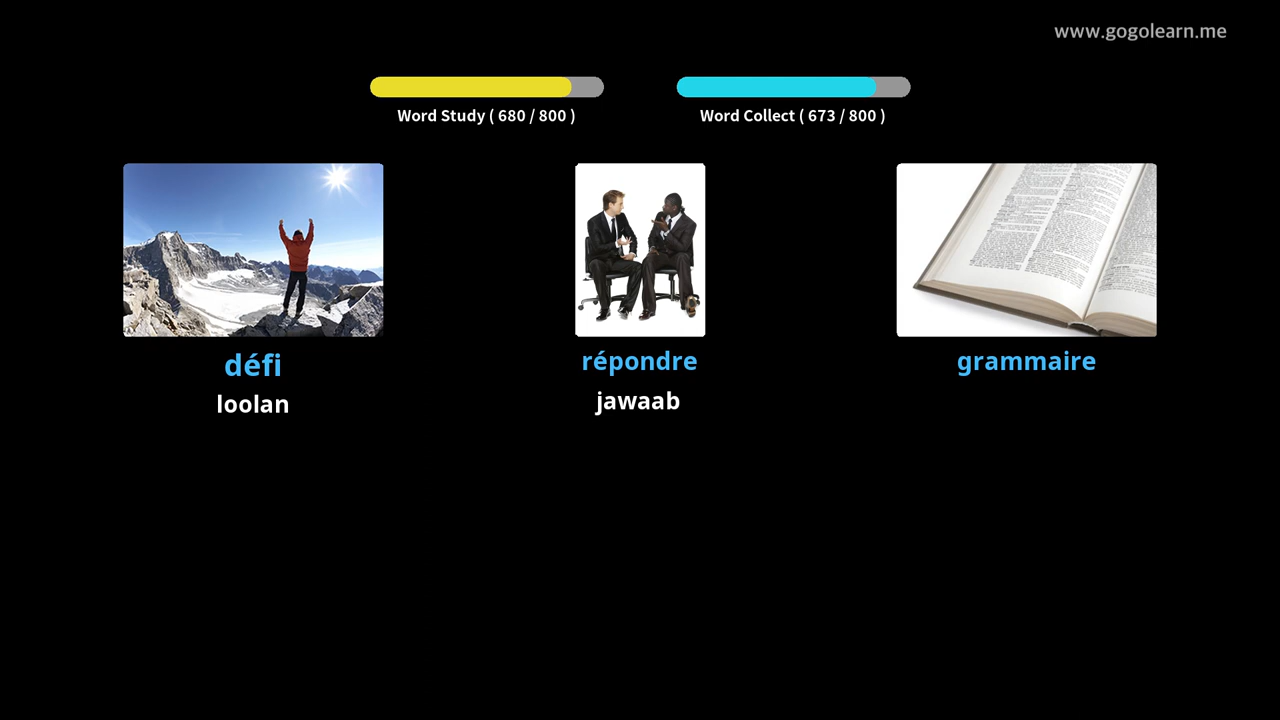 www.gogolearn.me
Word Study ( 680 / 800 )
Word Collect ( 673 / 800 )
défi
loolan
répondre
jawaab
grammaire